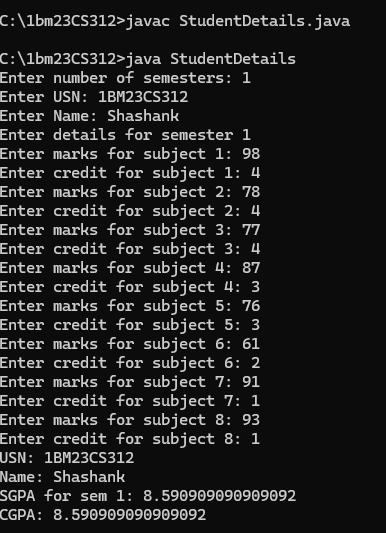 C:\1bm23CS312>javac StudentDetails.java
C:\1bm23CS312>java StudentDetails
Enter number of semesters: 1
Enter USN: 1BM23CS312
Enter Name: Shashank
Enter details for semester 1
Enter marks for subject 1: 98
Enter credit for subject 1: 4
Enter marks for subject 2: 78
Enter credit for subject 2: 4
Enter marks for subject 3: 77
Enter credit for subject 3: 4
Enter marks for subject 4: 87
Enter credit for subject 4: 3
Enter marks for subject 5: 76
Enter credit for subject 5: 3
Enter marks for subject 6: 61
Enter credit for subject 6: 2
Enter marks for subject 7: 91
Enter credit for subject 7: 1
Enter marks for subject 8: 93
Enter credit for subject 8: 1
USN: 1BM23CS312
Name: Shashank
SGPA for sem 1: 8.590909090909092
CGPA: 8.590909090909092